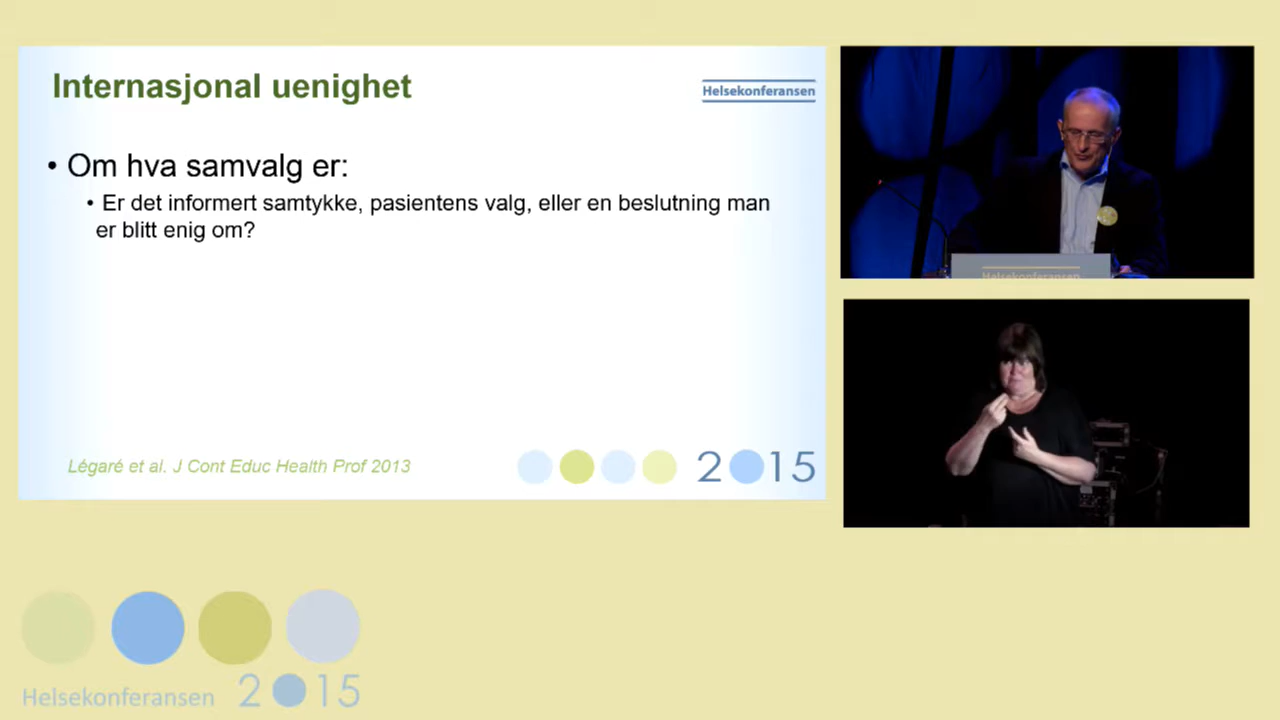 Internasjonal uenighet
Helsekonferansen
• Om hva samvalg er:
• Er det informert samtykke, pasientens valg, eller en beslutning man
er blitt enig om?
Légaré et al. J Cont Educ Health Prof 2013
2015
Helsekonferansen
Helsekonferansen 2015